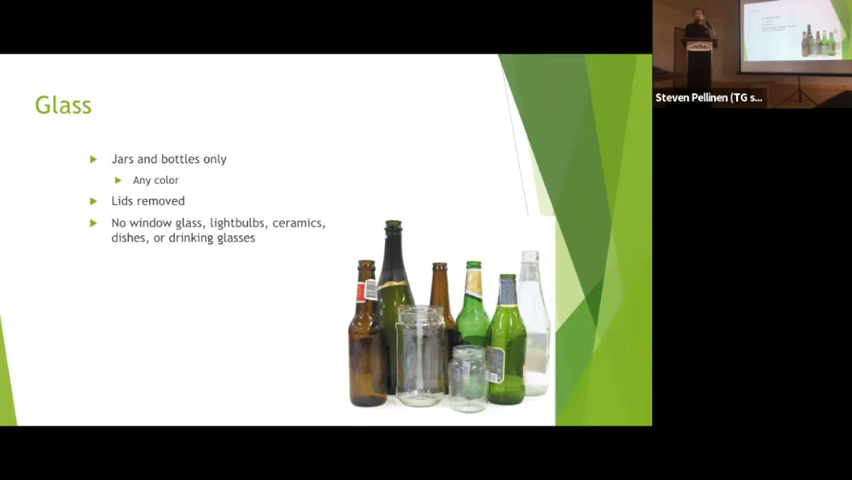 Glass
Jars and bottles only
Any color
Lids removed
No window glass, lightbulbs, ceramics,
dishes, or drinking glasses
Steven Pellinen (TG s...